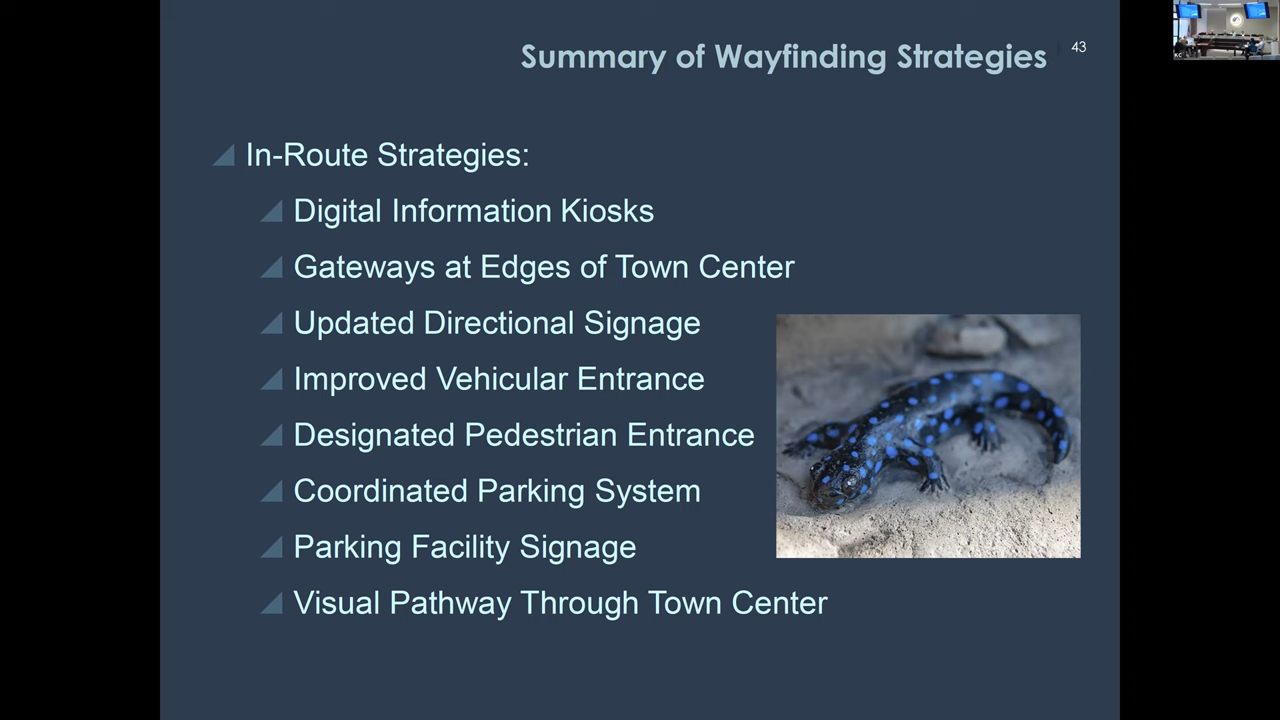 Summary of Wayfinding Strategies
43
In-Route Strategies:
Digital Information Kiosks
Gateways at Edges of Town Center
Updated Directional Signage
Improved Vehicular Entrance
Designated Pedestrian Entrance
Coordinated Parking System
Parking Facility Signage
Visual Pathway Through Town Center